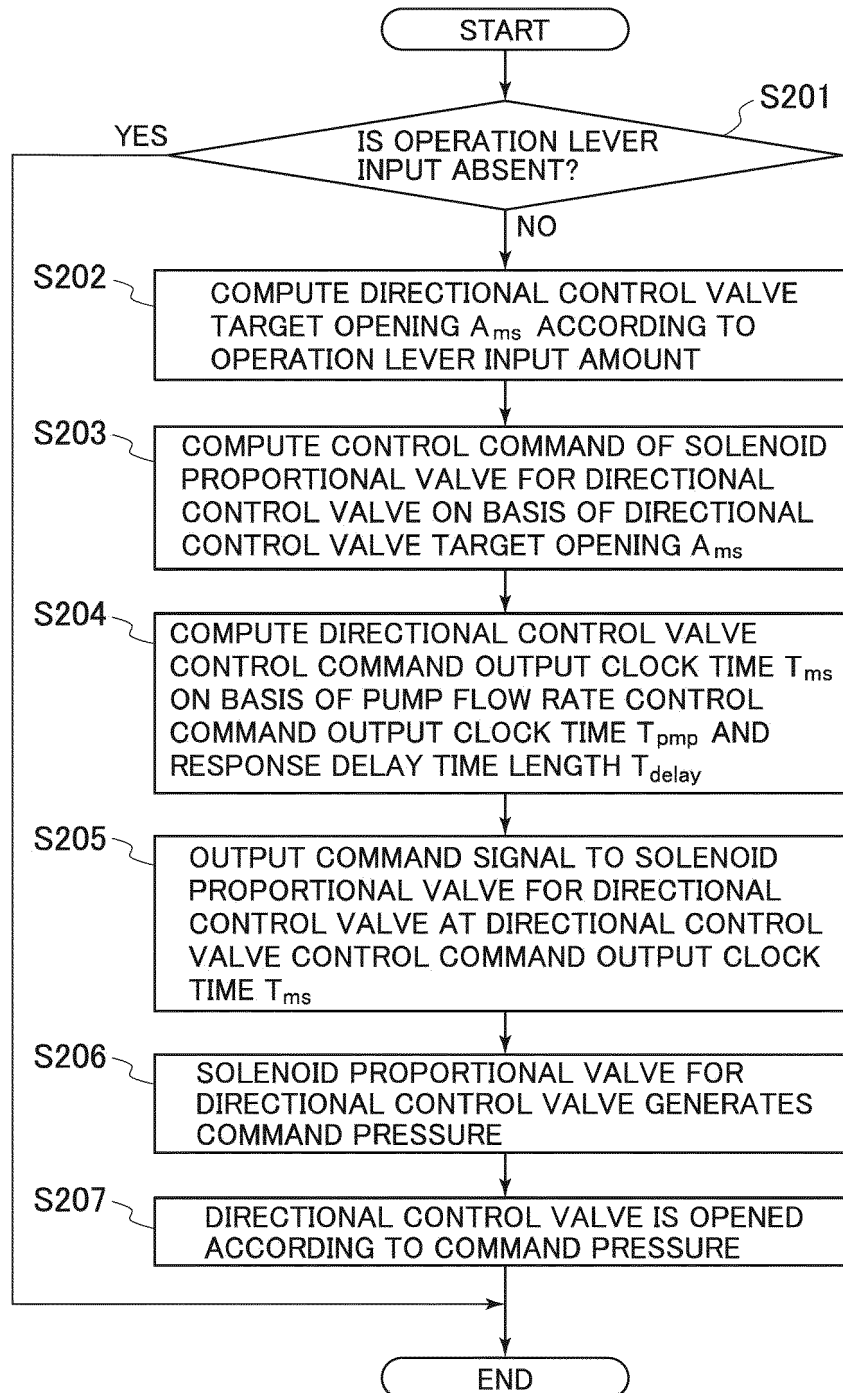 START
S201
YES
IS OPERATION LEVER
INPUT ABSENT?
NO
S202
COMPUTE DIRECTIONAL CONTROL VALVE
TARGET OPENING Ams ACCORDING TO
OPERATION LEVER INPUT AMOUNT
S203
COMPUTE CONTROL COMMAND OF SOLENOID
PROPORTIONAL VALVE FOR DIRECTIONAL
CONTROL VALVE ON BASIS OF DIRECTIONAL
CONTROL VALVE TARGET OPENING Ams
S204
COMPUTE DIRECTIONAL CONTROL VALVE
CONTROL COMMAND OUTPUT CLOCK TIME Tms
ON BASIS OF PUMP FLOW RATE CONTROL
COMMAND OUTPUT CLOCK TIME Tpmp AND
RESPONSE DELAY TIME LENGTH Tdelay
S205
OUTPUT COMMAND SIGNAL TO SOLENOID
PROPORTIONAL VALVE FOR DIRECTIONAL
CONTROL VALVE AT DIRECTIONAL CONTROL
VALVE CONTROL COMMAND OUTPUT CLOCK
TIME Tms
S206
SOLENOID PROPORTIONAL VALVE FOR
DIRECTIONAL CONTROL VALVE GENERATES
COMMAND PRESSURE
S207
DIRECTIONAL CONTROL VALVE IS OPENED
ACCORDING TO COMMAND PRESSURE
END